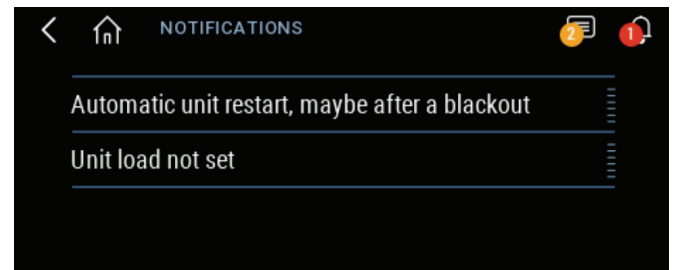 NOTIFICATIONS
2
1
Automatic unit restart, maybe after a blackout
Unit load not set